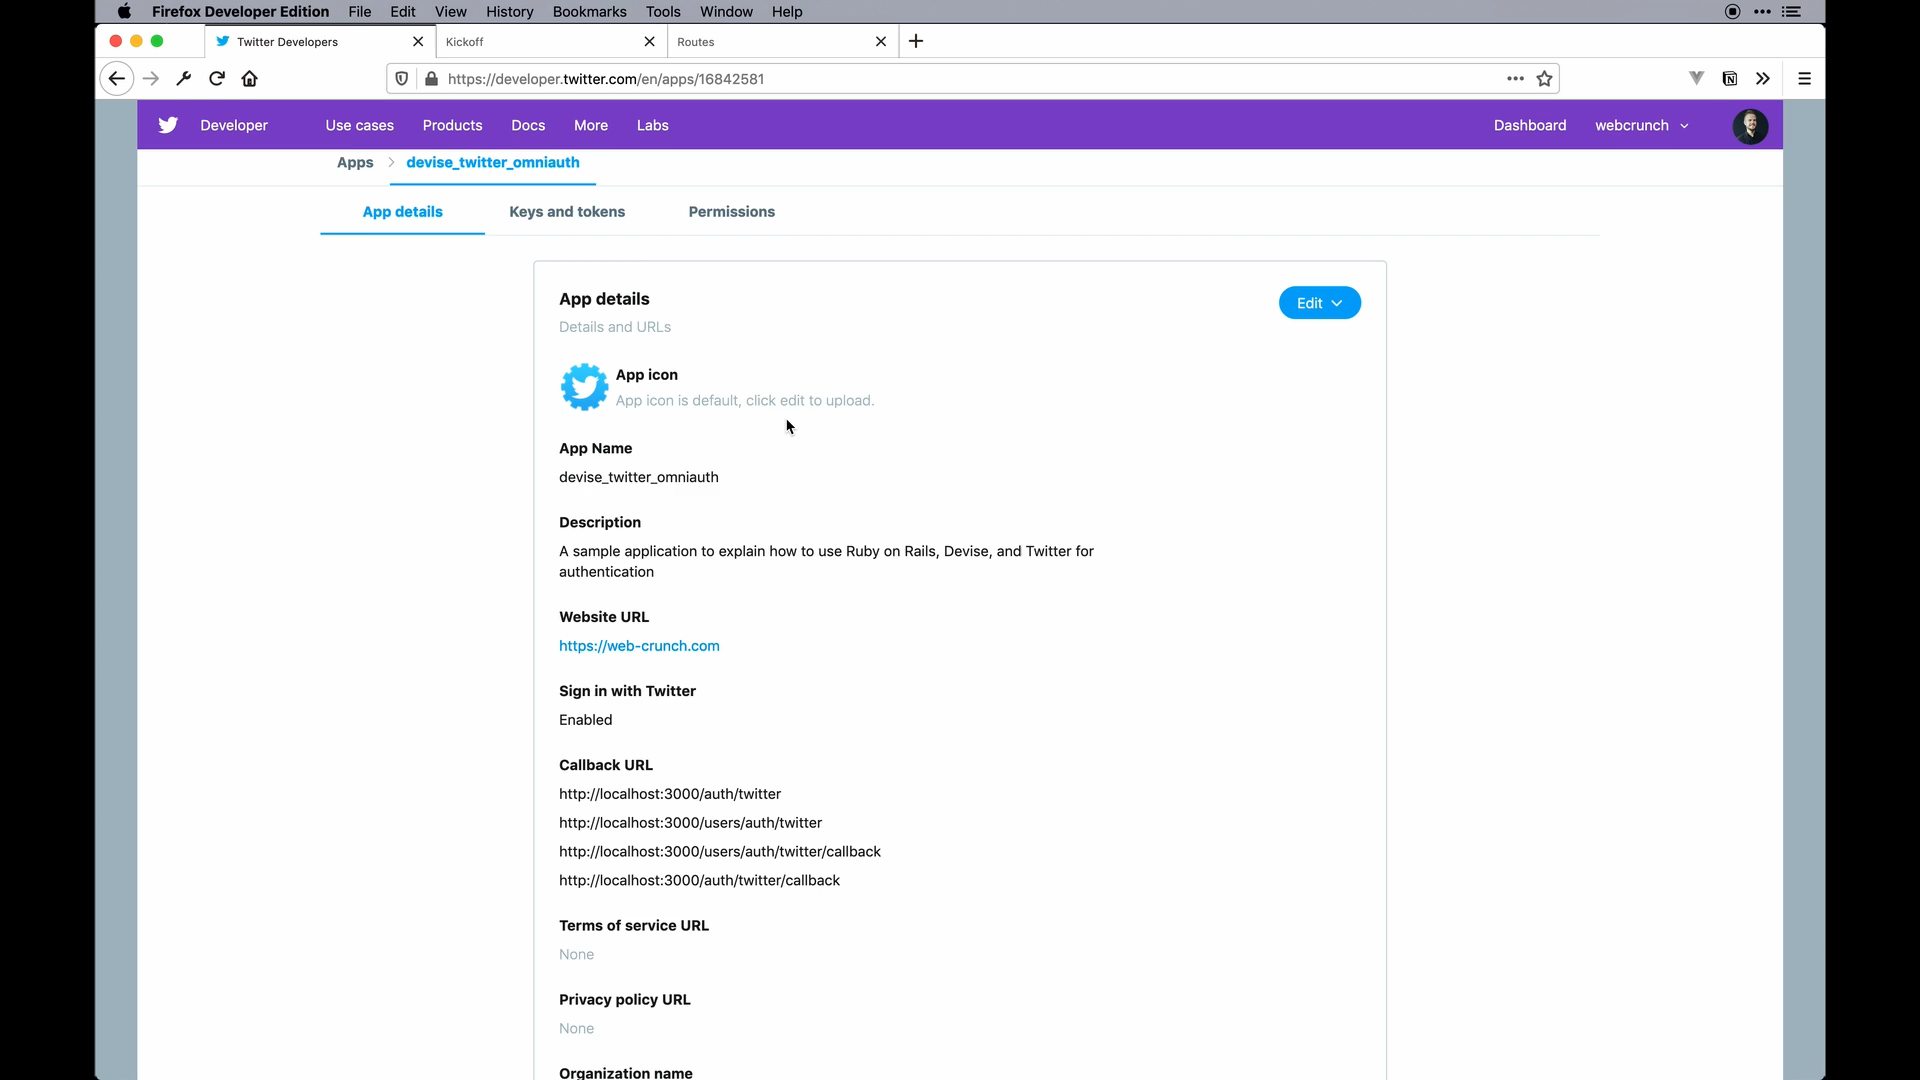 Firefox Developer Edition File Edit View History Bookmarks Tools Window Help
Twitter Developers Kickoff Routes
https://developer.twitter.com/en/apps/16842581
Developer Use cases Products Docs More Labs Dashboard webcrunch
Apps devise_twitter_omniauth
App details Keys and tokens Permissions
App details
Edit
Details and URLs
App icon
App icon is default, click edit to upload.
App Name
devise_twitter_omniauth
Description
A sample application to explain how to use Ruby on Rails, Devise, and Twitter for
authentication
Website URL
https://web-crunch.com
Sign in with Twitter
Enabled
Callback URL
http://localhost:3000/auth/twitter
http://localhost:3000/users/auth/twitter
http://localhost:3000/users/auth/twitter/callback
http://localhost:3000/auth/twitter/callback
Terms of service URL
None
Privacy policy URL
None
Organization name